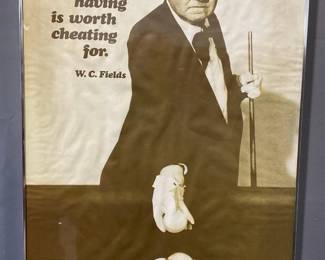 having
is worth
cheating
for.
W. C. Fields